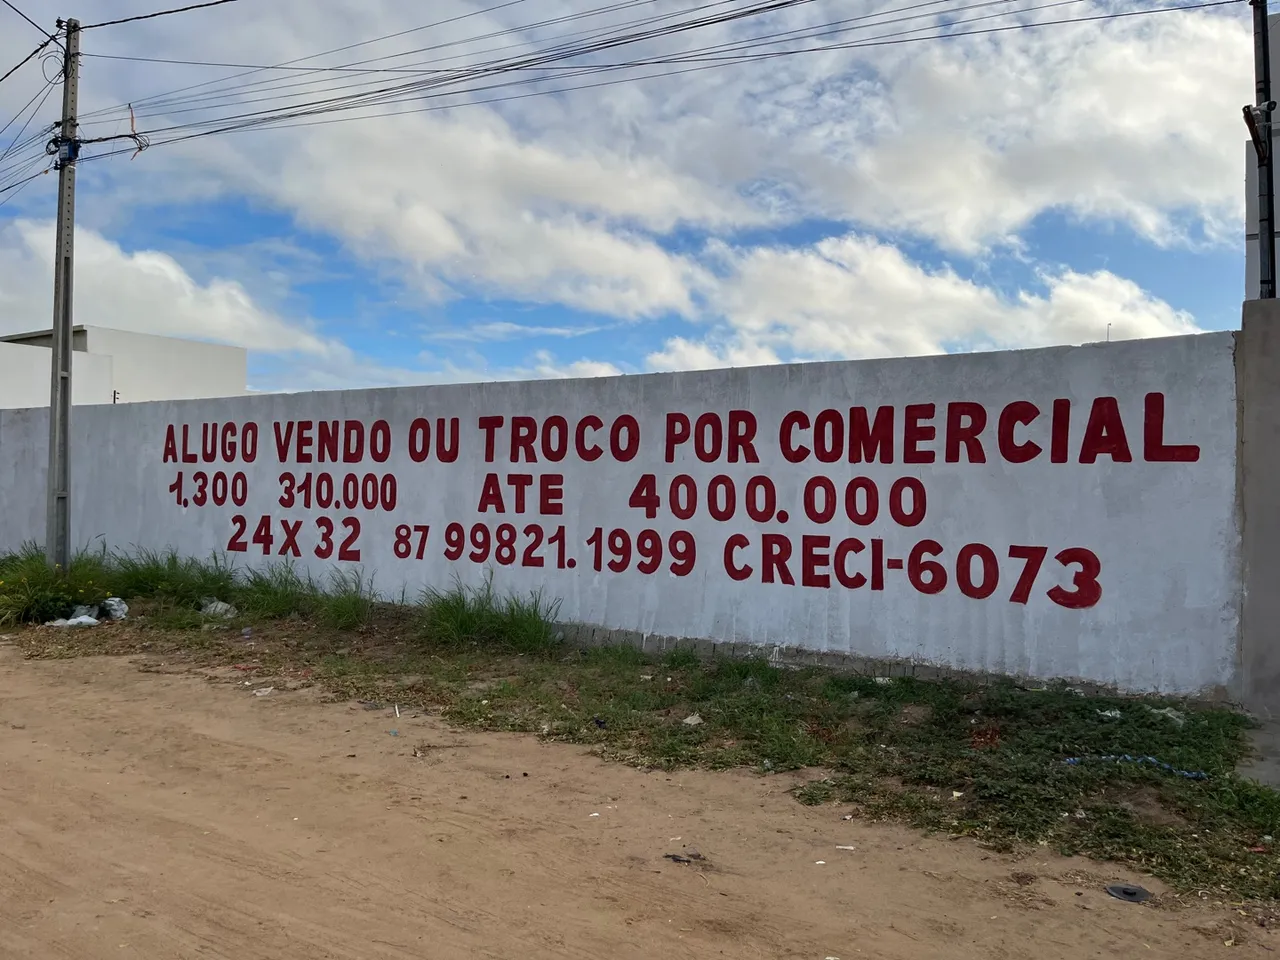 ALUGO VENDO OU TROCO POR COMERCIAL
1.300 310.000 ATE 4000.000
24X32 87 99821.1999 CRECI-6073